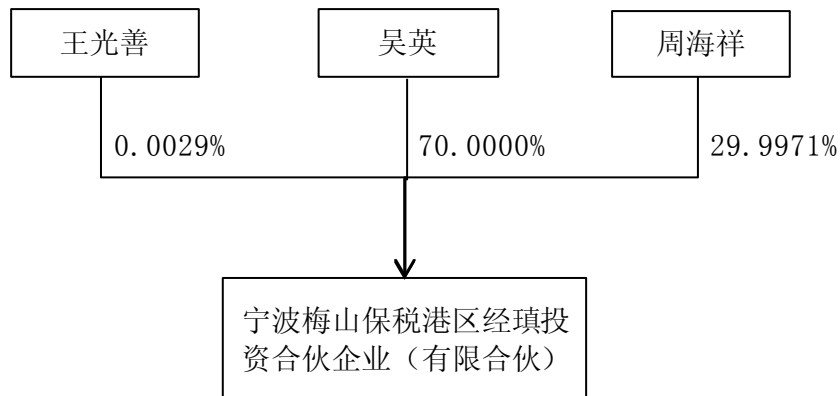 王光善
吴英
周海祥
0.0029%
70.0000%
29.9971%
宁波梅山保税港区经瑱投
资合伙企业（有限合伙）